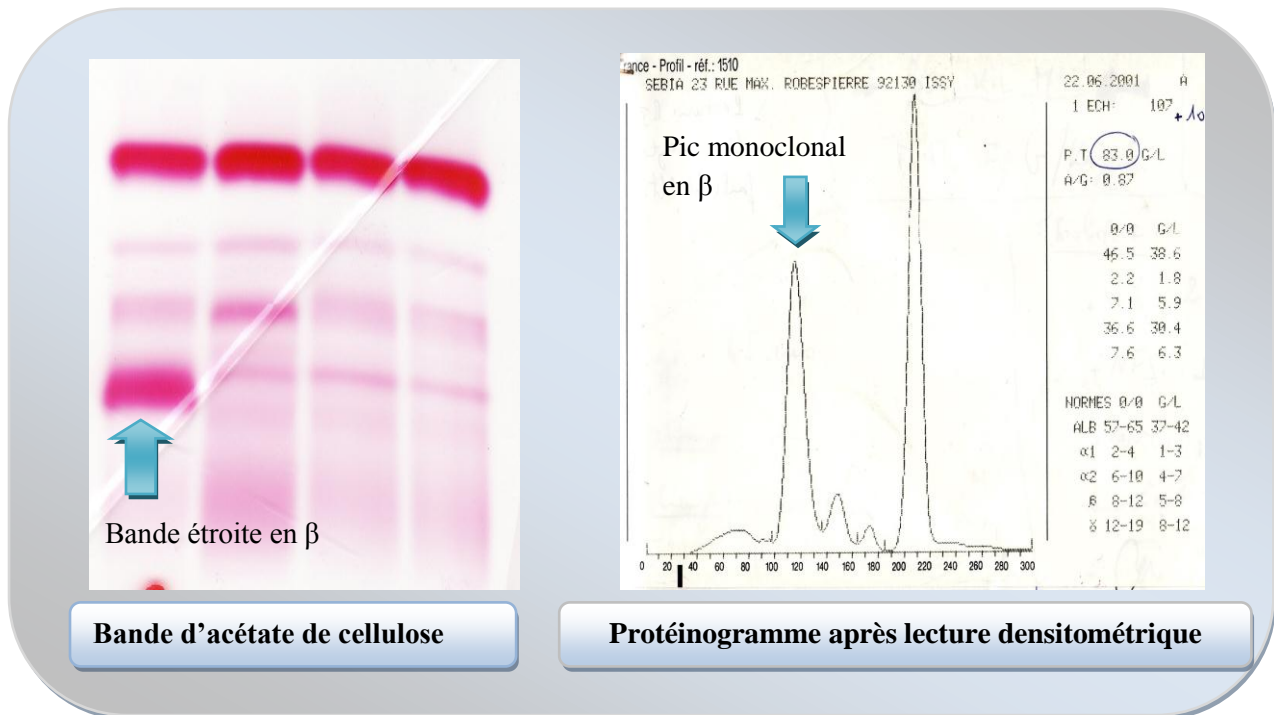 Bande étroite en β
Bande d'acétate de cellulose
France - Profil - réf.: 1510
SEBIA 23 RUE MAX. ROBESPIERRE 92130 ISSY
Pic monoclonal
en β
0 20 40 60 80 100 120 140 160 180 200 220 240 260 280 300
22.06.2001 A
1 ECH: 107 +10
P.T 83.0 G/L
A/G: 0.87
0/0 G/L
46.5 38.6
2.2 1.8
7.1 5.9
36.6 30.4
7.6 6.3
NORMES 0/0 G/L
ALB 57-65 37-42
α1 2-4 1-3
α2 6-10 4-7
β 8-12 5-8
γ 12-19 8-12
Protéinogramme après lecture densitométrique